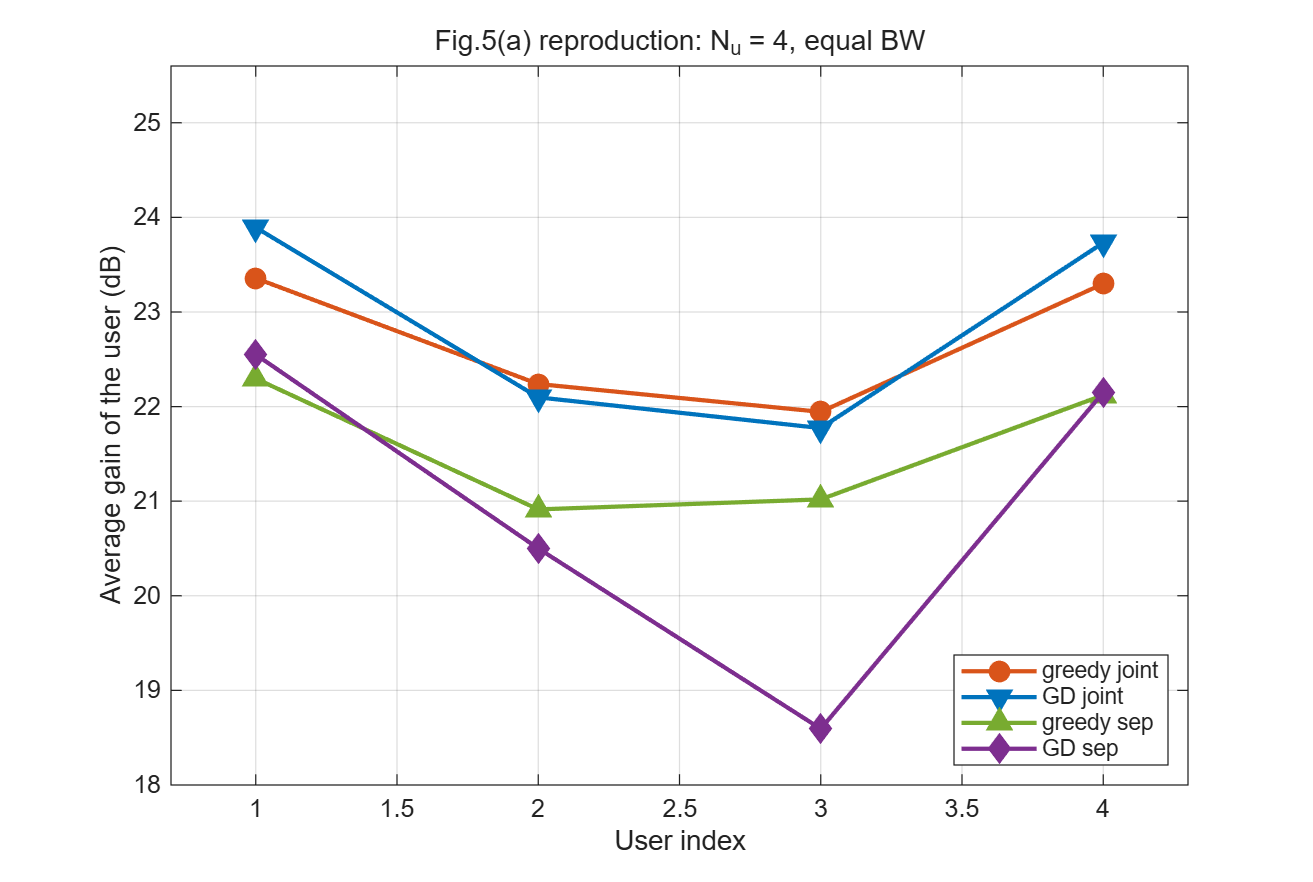 Fig.5(a) reproduction: Nᵤ = 4, equal BW
25
24
23
22
21
20
19
18
Average gain of the user (dB)
1 1.5 2 2.5 3 3.5 4
User index
greedy joint
GD joint
greedy sep
GD sep